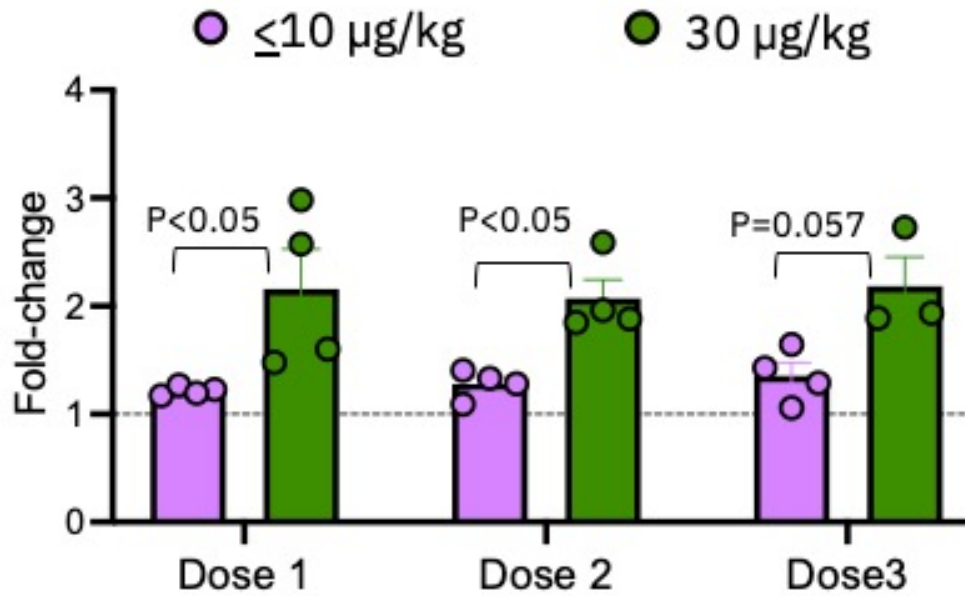 ≤10 µg/kg
30 µg/kg
4
3
2
1
0
Fold-change
P<0.05
P<0.05
P=0.057
Dose 1
Dose 2
Dose3